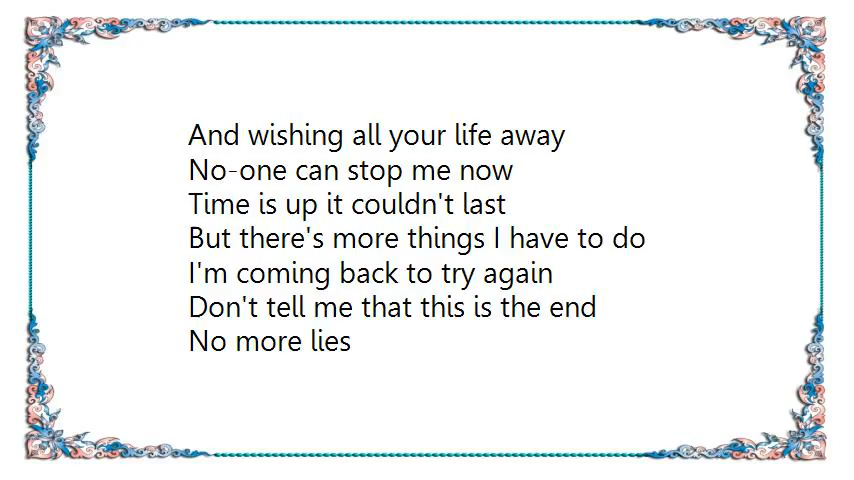 And wishing all your life away
No-one can stop me now
Time is up it couldn't last
But there's more things I have to do
I'm coming back to try again
Don't tell me that this is the end
No more lies